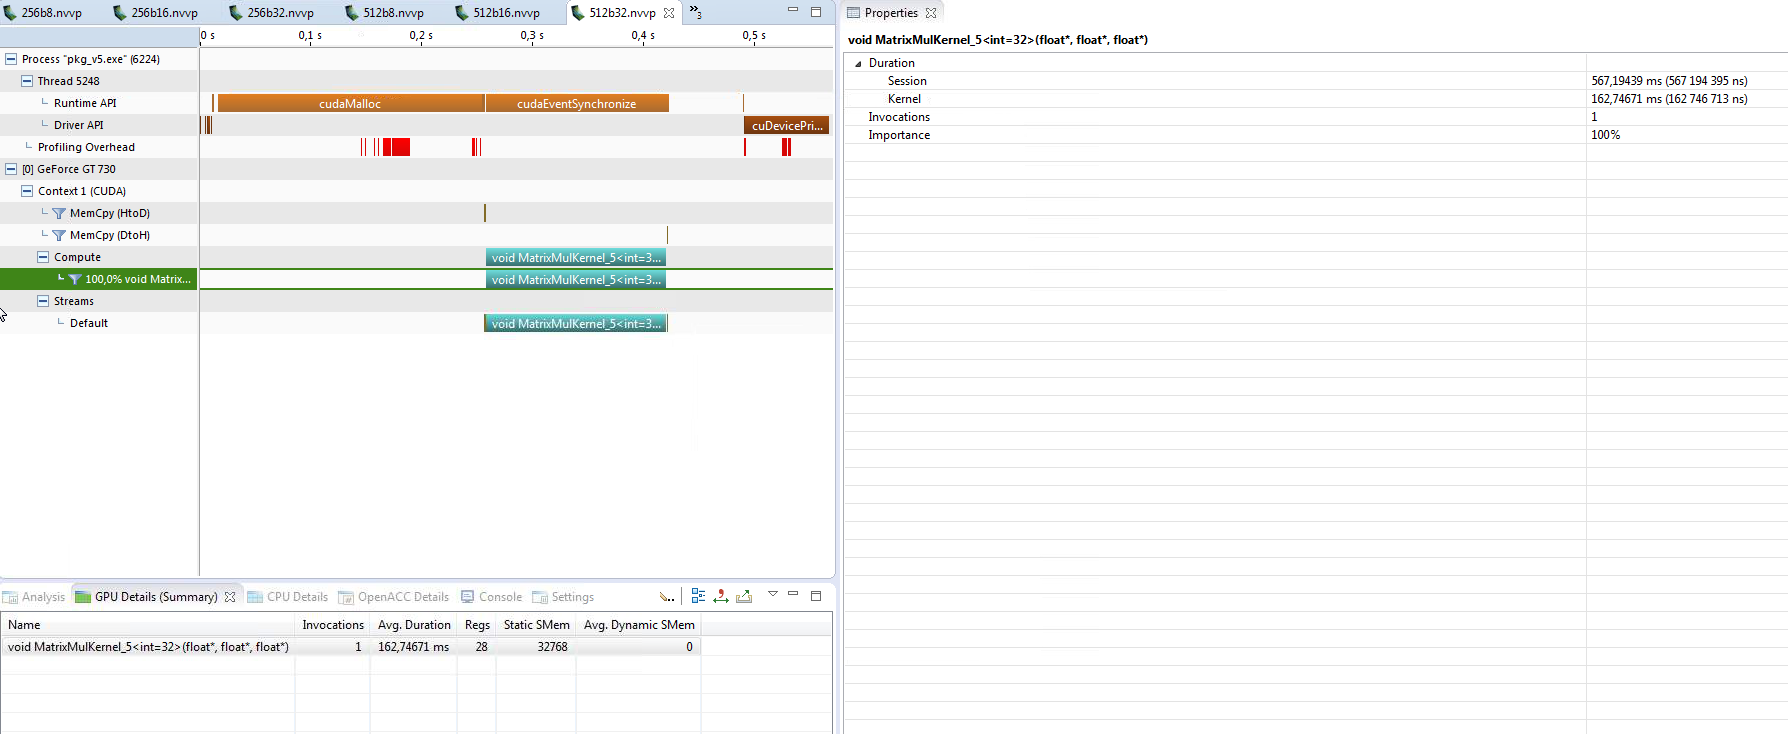 256b8.nvvp 256b16.nvvp 256b32.nvvp 512b8.nvvp 512b16.nvvp 512b32.nvvp »3
0 s 0,1 s 0,2 s 0,3 s 0,4 s 0,5 s
Process "pkg_v5.exe" (6224)
Thread 5248
Runtime API cudaMalloc cudaEventSynchronize
Driver API cuDevicePri...
Profiling Overhead
[0] GeForce GT 730
Context 1 (CUDA)
MemCpy (HtoD)
MemCpy (DtoH)
Compute void MatrixMulKernel_5<int=3...
100,0% void Matrix... void MatrixMulKernel_5<int=3...
Streams
Default void MatrixMulKernel_5<int=3...
Analysis GPU Details (Summary) CPU Details OpenACC Details Console Settings
Name Invocations Avg. Duration Regs Static SMem Avg. Dynamic SMem
void MatrixMulKernel_5<int=32>(float*, float*, float*) 1 162,74671 ms 28 32768 0
Properties
void MatrixMulKernel_5<int=32>(float*, float*, float*)
Duration
Session 567,19439 ms (567 194 395 ns)
Kernel 162,74671 ms (162 746 713 ns)
Invocations 1
Importance 100%